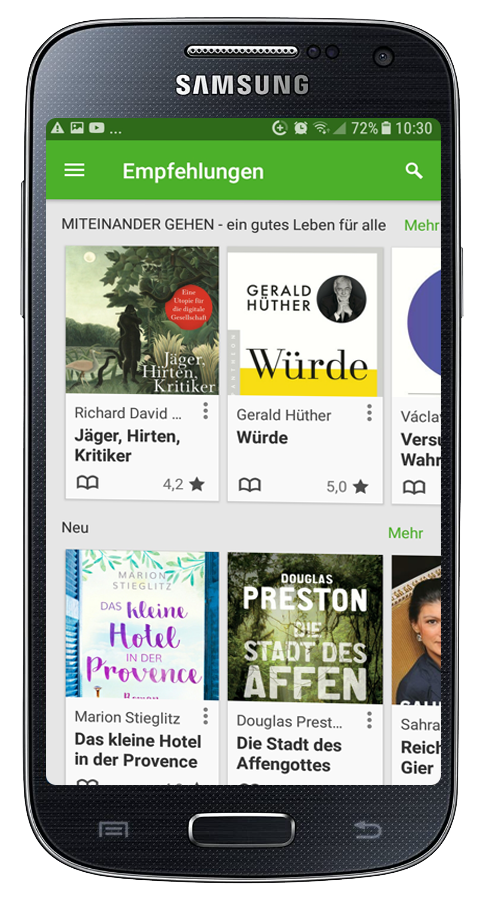 SAMSUNG
... 72% 10:30
Empfehlungen
MITEINANDER GEHEN - ein gutes Leben für alle Mehr
Eine
Utopie für
die digitale
Gesellschaft
Jäger,
Hirten,
Kritiker
GERALD
HÜTHER
PANTHEON
Würde
Richard David ...
Jäger, Hirten,
Kritiker
4,2
Gerald Hüther
Würde
5,0
Václav
Versu
Wahr
Neu Mehr
MARION
STIEGLITZ
DAS kleine
Hotel
IN DER
Provence
Roman
DOUGLAS
PRESTON
DIE
STADT DES
AFFEN
Marion Stieglitz
Das kleine Hotel
in der Provence
Douglas Prest...
Die Stadt des
Affengottes
Sahra
Reich
Gier